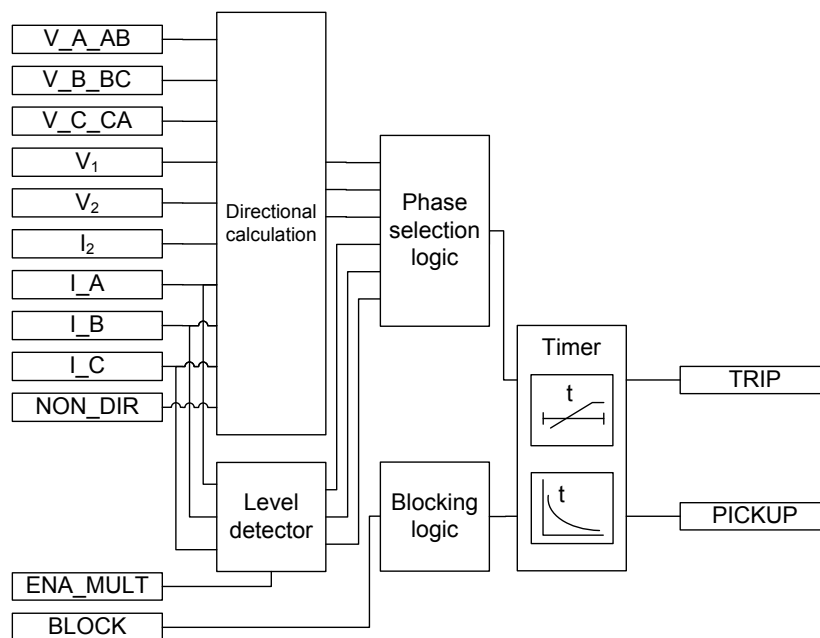 V_A_AB
V_B_BC
V_C_CA
V₁
V₂
I₂
I_A
I_B
I_C
NON_DIR
ENA_MULT
BLOCK
Directional
calculation
Level
detector
Phase
selection
logic
Blocking
logic
Timer
t
t
TRIP
PICKUP